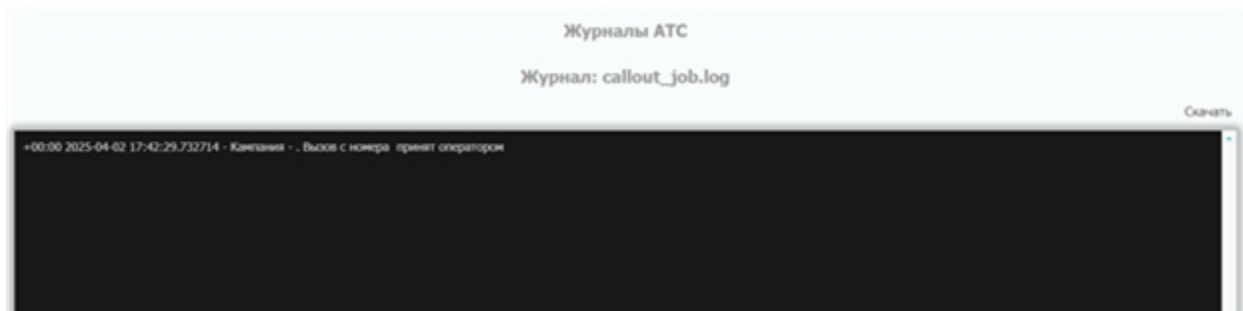 Журналы АТС
Журнал: callout_job.log
Скачать
+00:00 2025-04-02 17:42:29.732714 - Кампания - . Вызов с номера  принят оператором